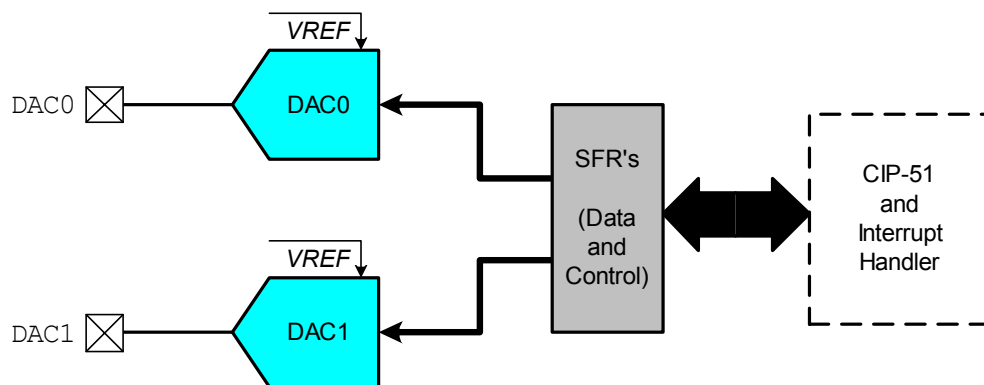 VREF
DAC0
DAC0
SFR's
(Data
and
Control)
CIP-51
and
Interrupt
Handler
VREF
DAC1
DAC1